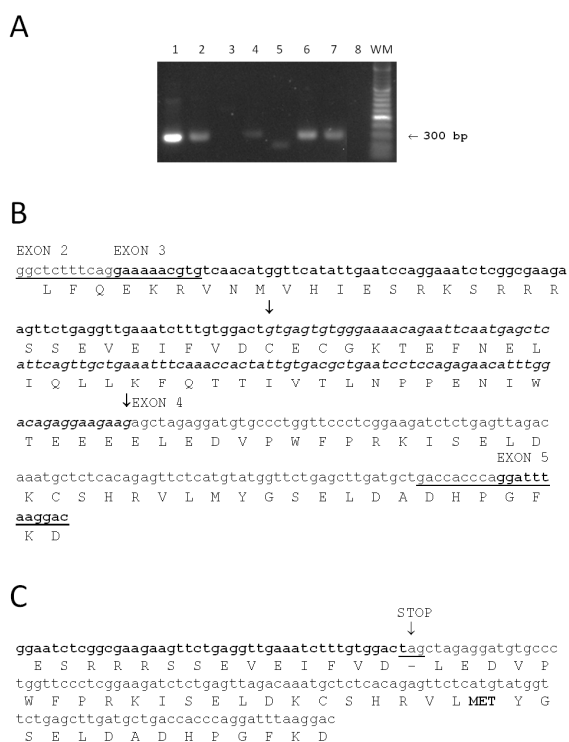 A
1 2 3 4 5 6 7 8 WM
← 300 bp
B
EXON 2 EXON 3
ggctctttcaggaaaaacgtgtcaacatggttcatattgaatccaggaaatctcggcgaaga
L F Q E K R V N M V H I E S R K S R R R
↓
agttctgaggttgaaatctttgtggactgtgagtgtgggaaaacagaattcaatgagctc
S S E V E I F V D C E C G K T E F N E L
attcagttgctgaaatttcaaaccactattgtgacgctgaatcctccagagaacatttgg
I Q L L K F Q T T I V T L N P P E N I W
↓EXON 4
acagaggaagaagagctagaggatgtgccctggttccctcggaagatctctgagttagac
T E E E E L E D V P W F P R K I S E L D
EXON 5
aaatgctctcacagagttctcatgtatggttctgagcttgatgctgaccacccaggattt
K C S H R V L M Y G S E L D A D H P G F
aaggac
K D
C
STOP
↓
ggaatctcggcgaagaagttctgaggttgaaatctttgtggactagctagaggatgtgccc
E S R R R S S E V E I F V D – L E D V P
tggttccctcggaagatctctgagttagacaaatgctctcacagagttctcatgtatggt
W F P R K I S E L D K C S H R V L MET Y G
tctgagcttgatgctgaccacccaggatttaaggac
S E L D A D H P G F K D